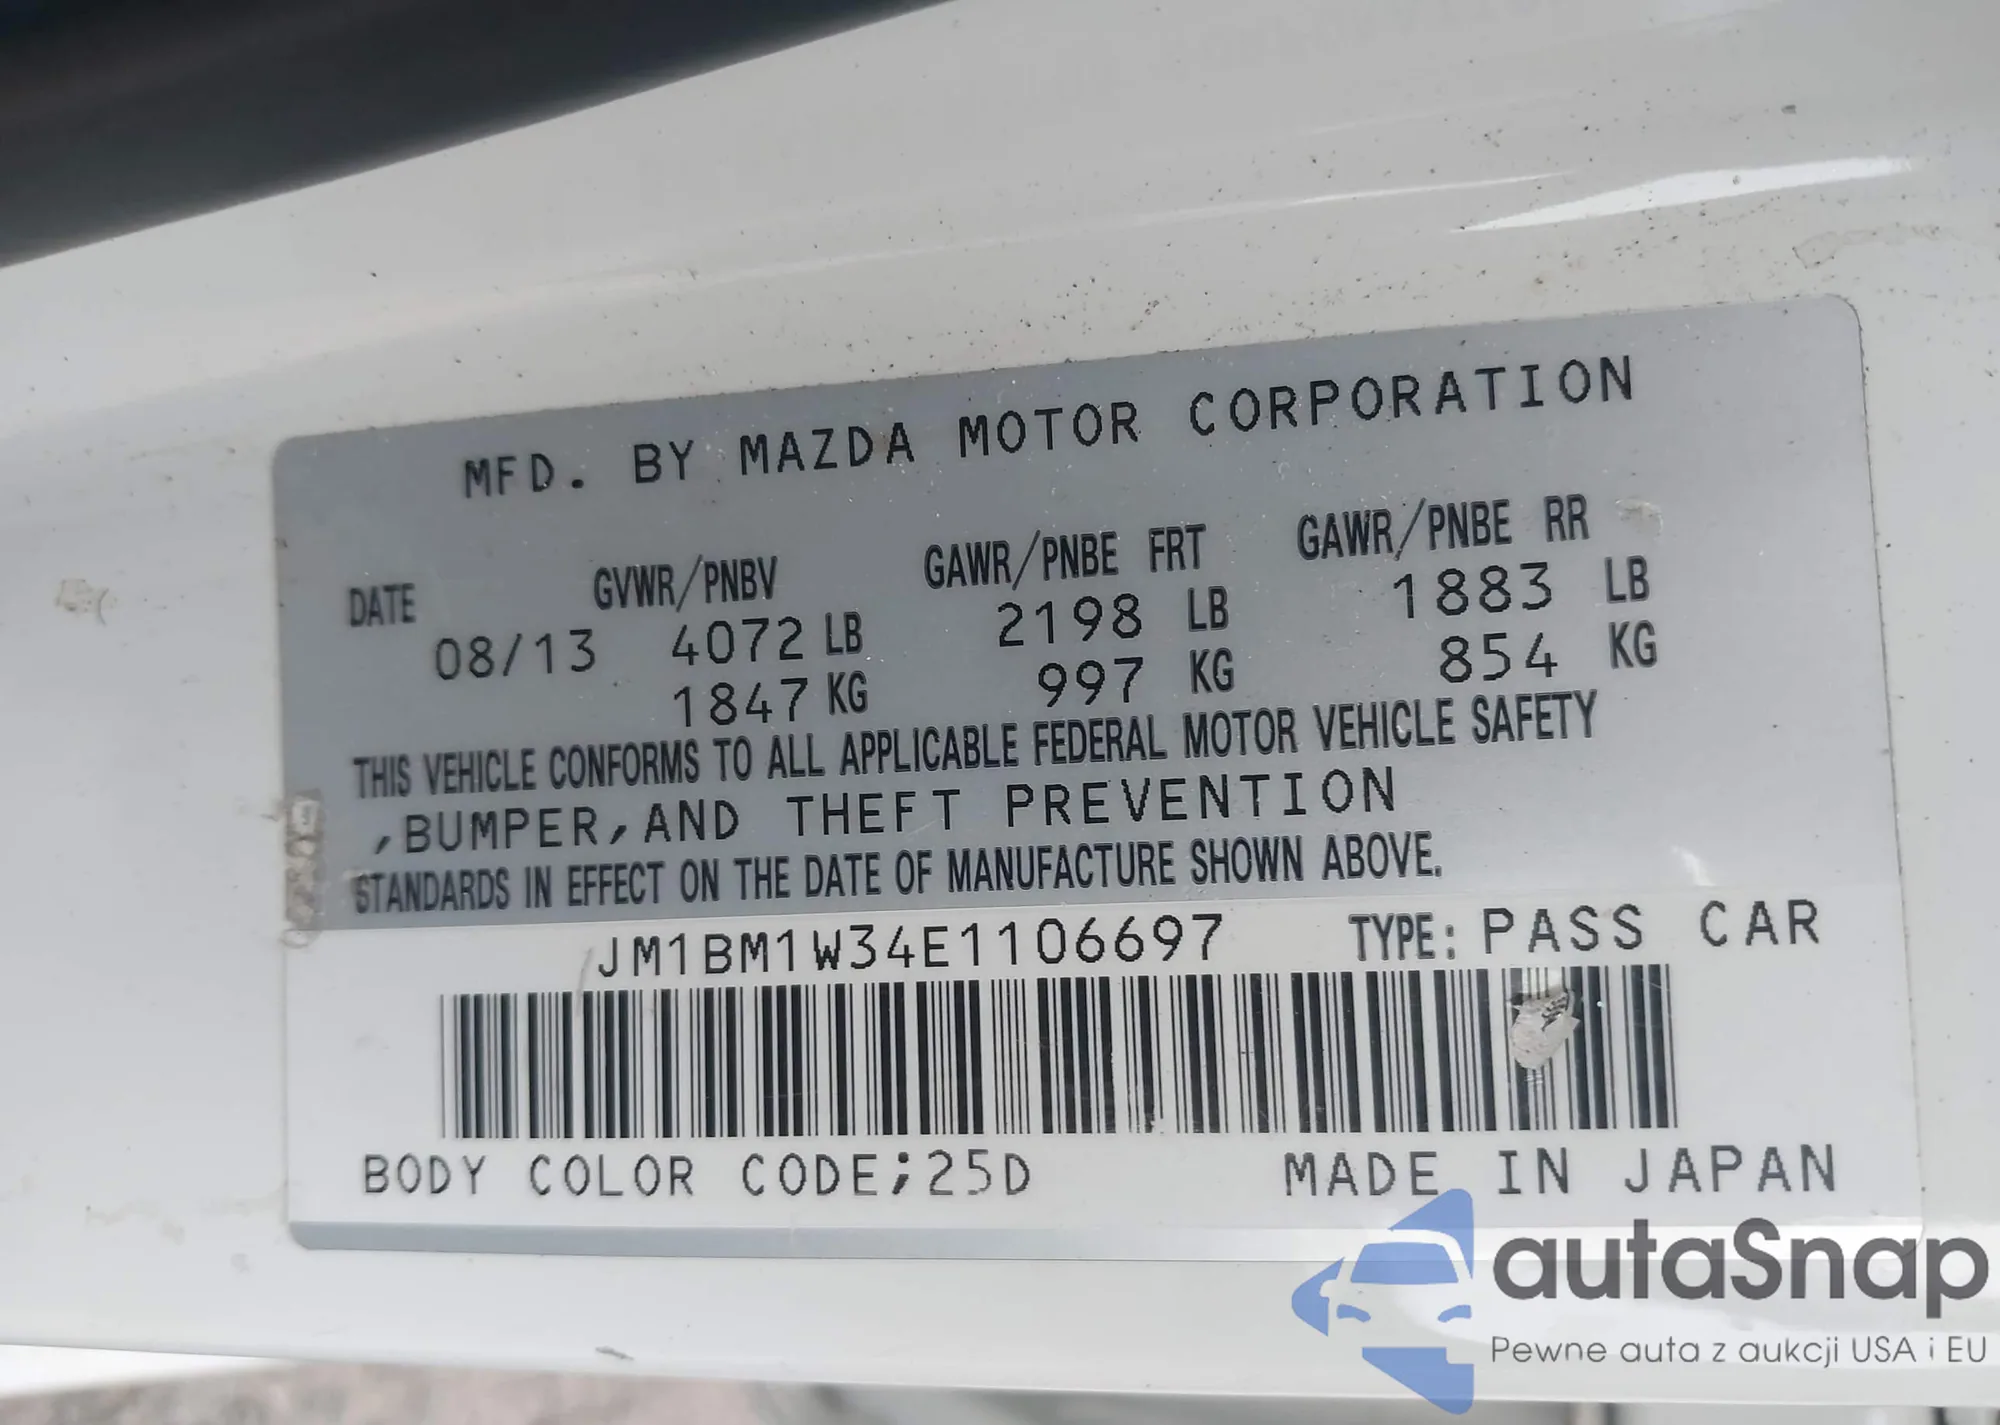 MFD. BY MAZDA MOTOR CORPORATION
DATE GVWR/PNBV GAWR/PNBE FRT GAWR/PNBE RR
08/13 4072 LB 2198 LB 1883 LB
1847 KG 997 KG 854 KG
THIS VEHICLE CONFORMS TO ALL APPLICABLE FEDERAL MOTOR VEHICLE SAFETY
,BUMPER,AND THEFT PREVENTION
STANDARDS IN EFFECT ON THE DATE OF MANUFACTURE SHOWN ABOVE.
JM1BM1W34E1106697 TYPE: PASS CAR
BODY COLOR CODE;25D MADE IN JAPAN
autaSnap
Pewne auta z aukcji USA i EU